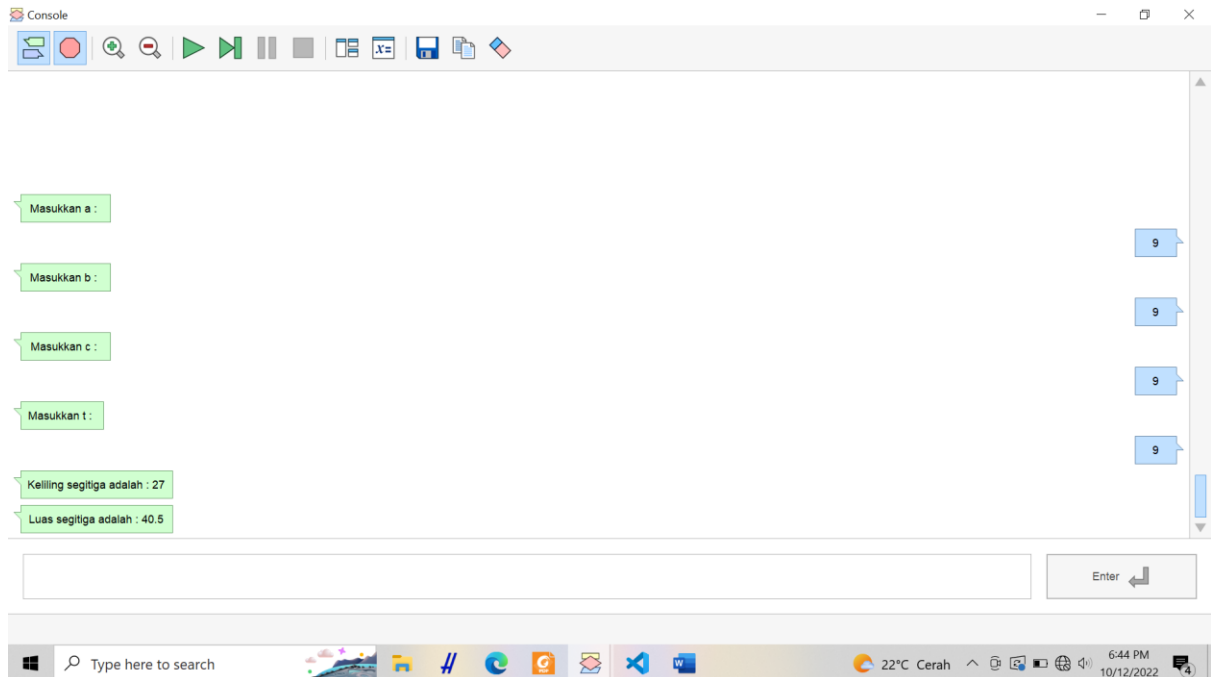 Console
x=
Masukkan a :
9
Masukkan b :
9
Masukkan c :
9
Masukkan t :
9
Keliling segitiga adalah : 27
Luas segitiga adalah : 40.5
Enter
Type here to search
22°C Cerah
6:44 PM
10/12/2022
4